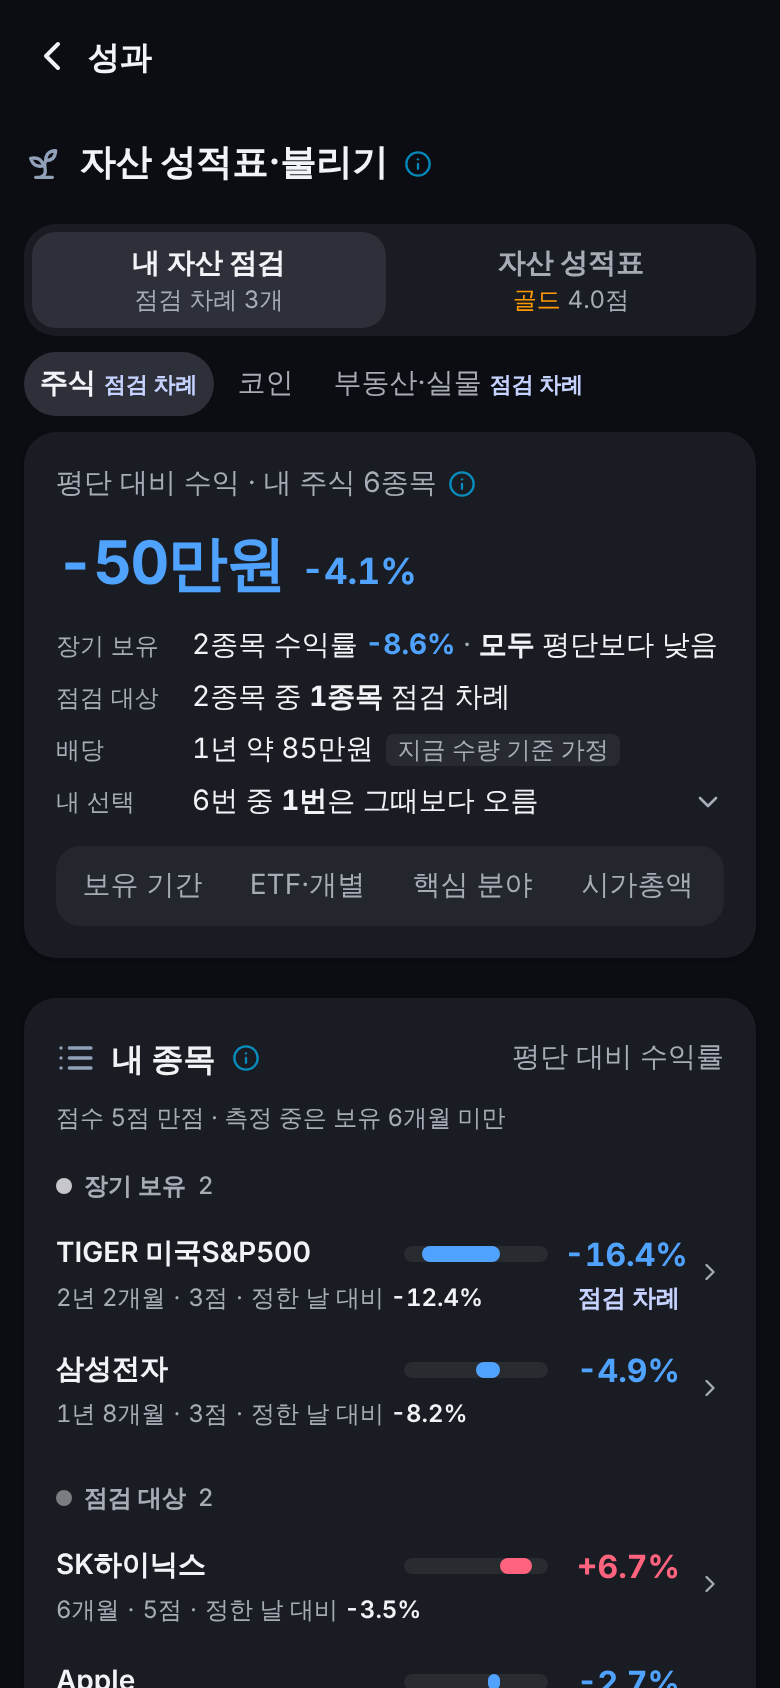 성과
자산 성적표·불리기
내 자산 점검
점검 차례 3개
자산 성적표
골드 4.0점
주식 점검 차례
코인
부동산·실물 점검 차례
평단 대비 수익 · 내 주식 6종목
-50만원 -4.1%
장기 보유 2종목 수익률 -8.6% · 모두 평단보다 낮음
점검 대상 2종목 중 1종목 점검 차례
배당 1년 약 85만원 지금 수량 기준 가정
내 선택 6번 중 1번은 그때보다 오름
보유 기간 ETF·개별 핵심 분야 시가총액
내 종목 평단 대비 수익률
점수 5점 만점 · 측정 중은 보유 6개월 미만
장기 보유 2
TIGER 미국S&P500 -16.4%
2년 2개월 · 3점 · 정한 날 대비 -12.4% 점검 차례
삼성전자 -4.9%
1년 8개월 · 3점 · 정한 날 대비 -8.2%
점검 대상 2
SK하이닉스 +6.7%
6개월 · 5점 · 정한 날 대비 -3.5%
Apple -2.7%